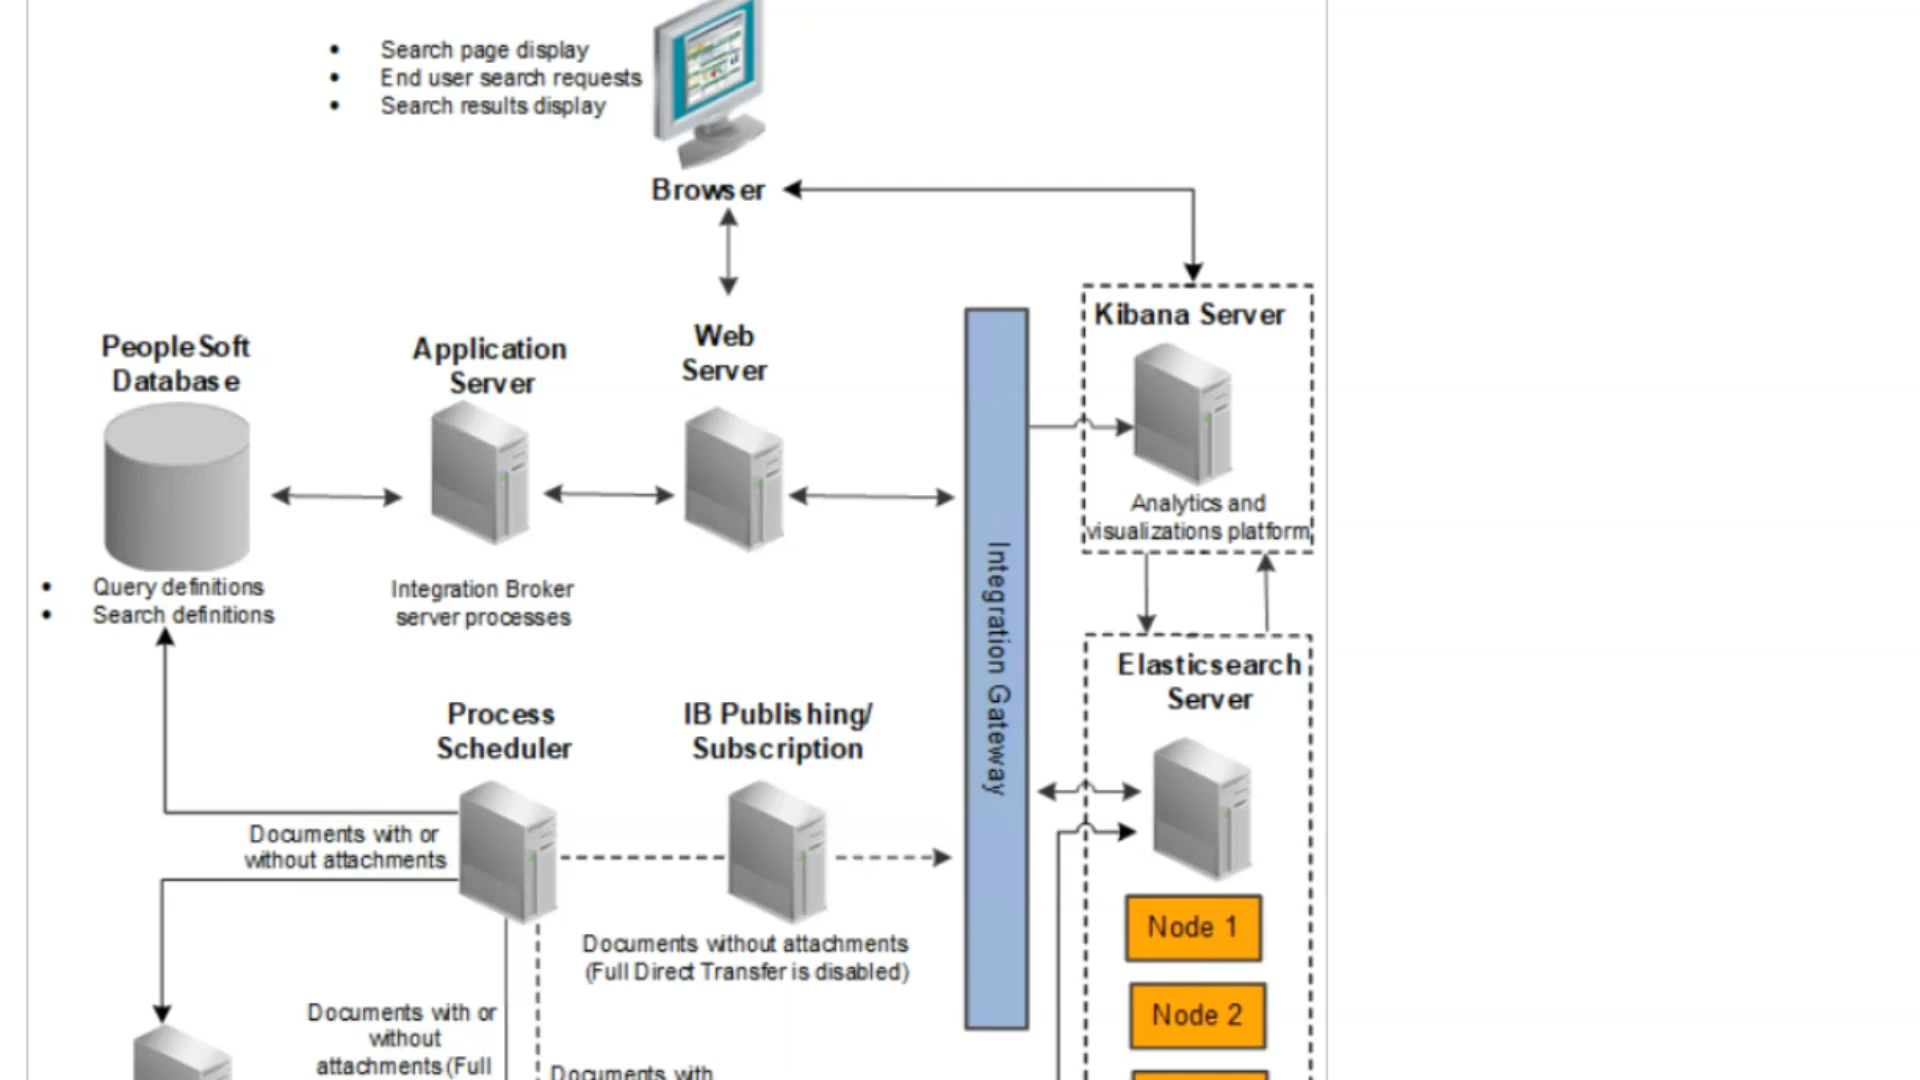 Search page display
End user search requests
Search results display
Browser
Kibana Server
Analytics and
visualizations platform
PeopleSoft
Database
Query definitions
Search definitions
Application
Server
Integration Broker
server processes
Web
Server
Integration Gateway
Elasticsearch
Server
Node 1
Node 2
Process
Scheduler
IB Publishing/
Subscription
Documents with or
without attachments
Documents without attachments
(Full Direct Transfer is disabled)
Documents with or
without
attachments (Full
Documents with